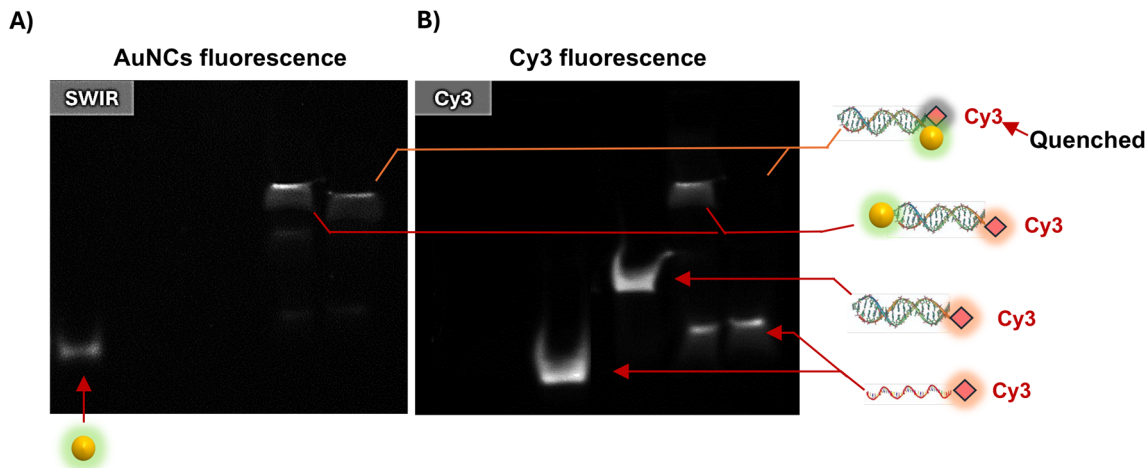 A)
B)
AuNCs fluorescence
Cy3 fluorescence
SWIR
Cy3
Cy3
Quenched
Cy3
Cy3
Cy3